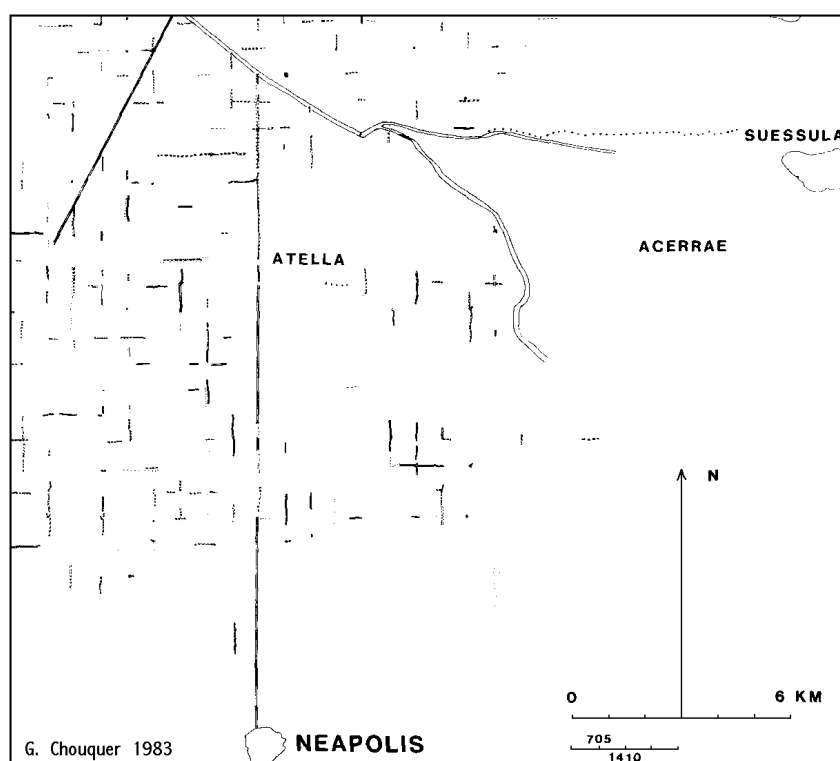 SUESSULA
ACERRAE
ATELLA
N
0 6 KM
705
1410
NEAPOLIS
G. Chouquer 1983